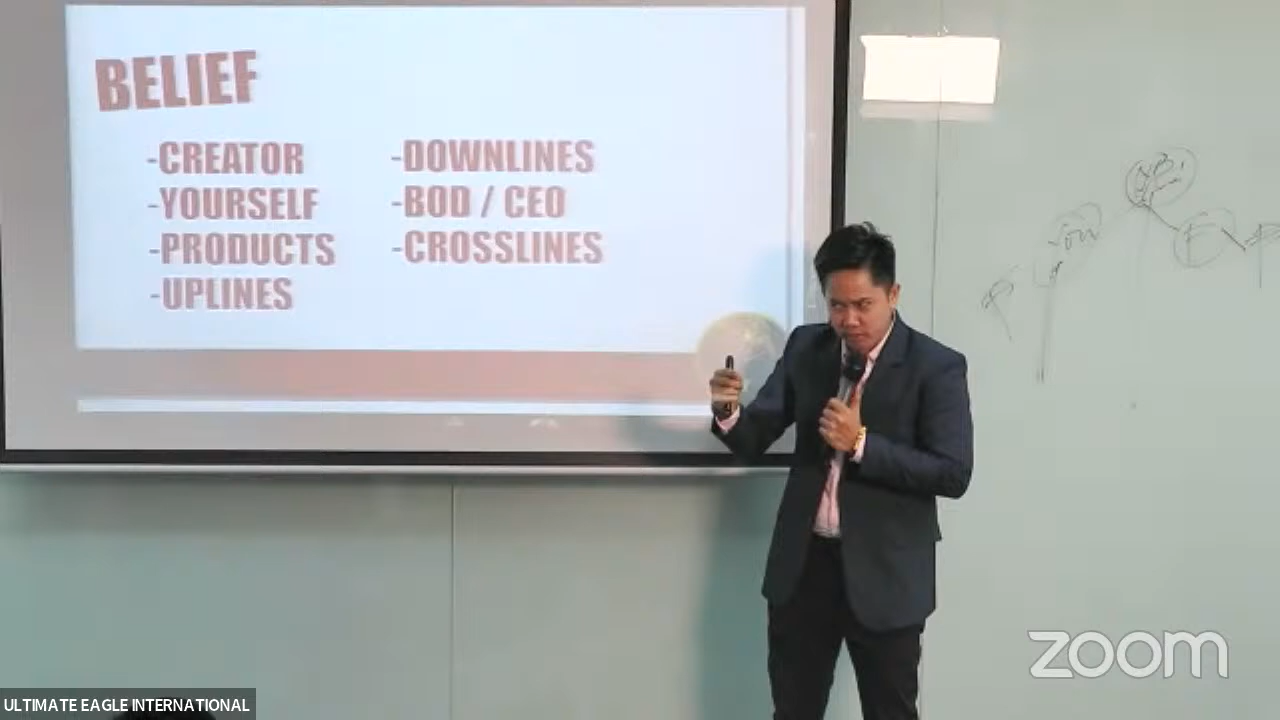 BELIEF
-CREATOR
-YOURSELF
-PRODUCTS
-UPLINES
-DOWNLINES
-BOD / CEO
-CROSSLINES
zoom
ULTIMATE EAGLE INTERNATIONAL